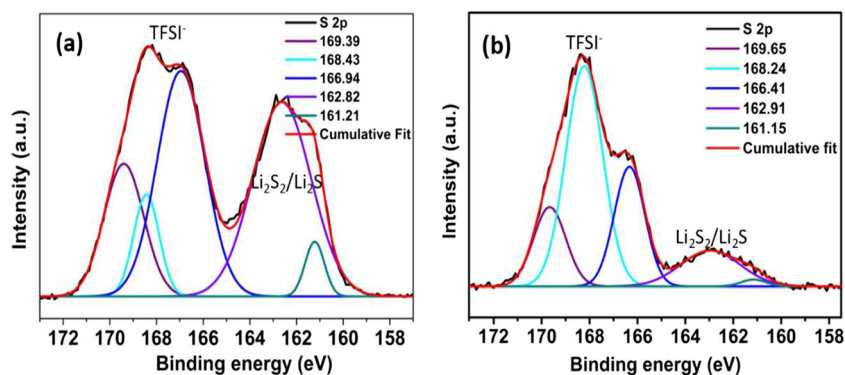 (a)
TFSI⁻
S 2p
169.39
168.43
166.94
162.82
161.21
Cumulative Fit
Li₂S₂/Li₂S
Intensity (a.u.)
172 170 168 166 164 162 160 158
Binding energy (eV)
(b)
TFSI⁻
S 2p
169.65
168.24
166.41
162.91
161.15
Cumulative fit
Li₂S₂/Li₂S
Intensity (a.u.)
172 170 168 166 164 162 160 158
Binding energy (eV)